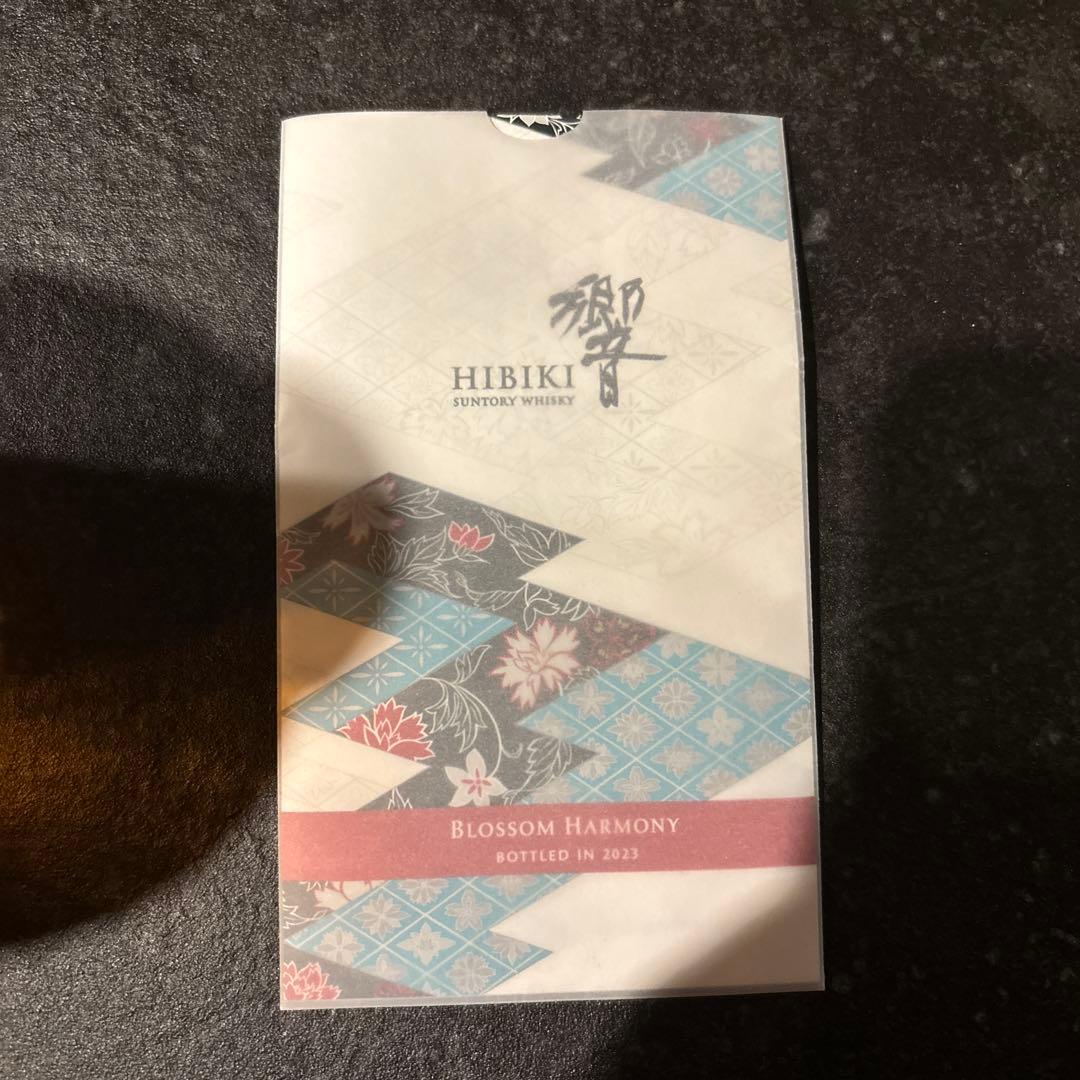 響
HIBIKI
SUNTORY WHISKY
BLOSSOM HARMONY
BOTTLED IN 2023